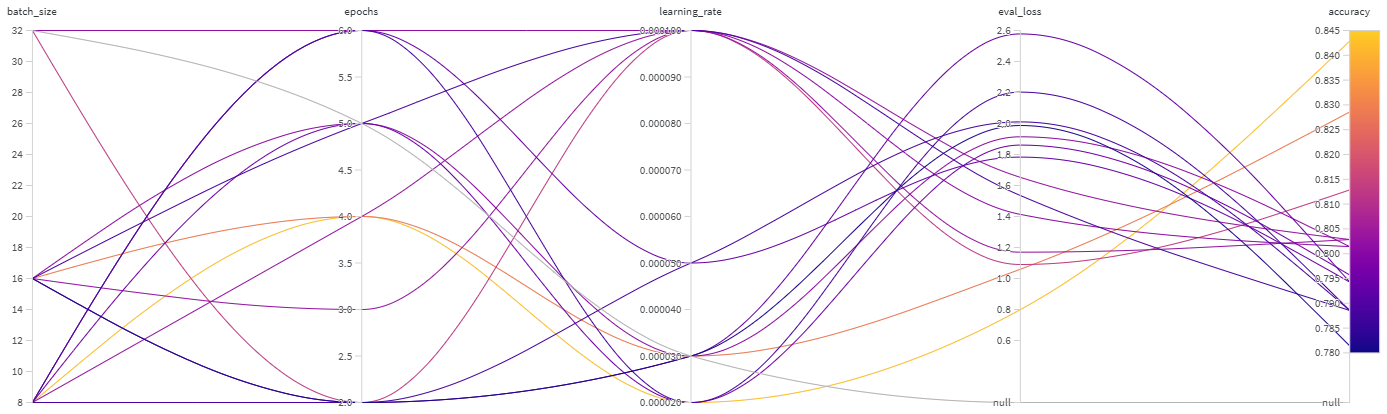 batch_size epochs learning_rate eval_loss accuracy
32 6.0 0.000100 2.6 0.845
30 5.5 0.000090 2.4 0.840
28 5.0 0.000080 2.2 0.835
26 4.5 0.000070 2.0 0.830
24 4.0 0.000060 1.8 0.825
22 3.5 0.000050 1.6 0.820
20 3.0 0.000040 1.4 0.815
18 2.5 0.000030 1.2 0.810
16 2.0 0.000020 1.0 0.805
14 0.8 0.800
12 0.6 0.795
10 null 0.790
8 0.785
0.780
null